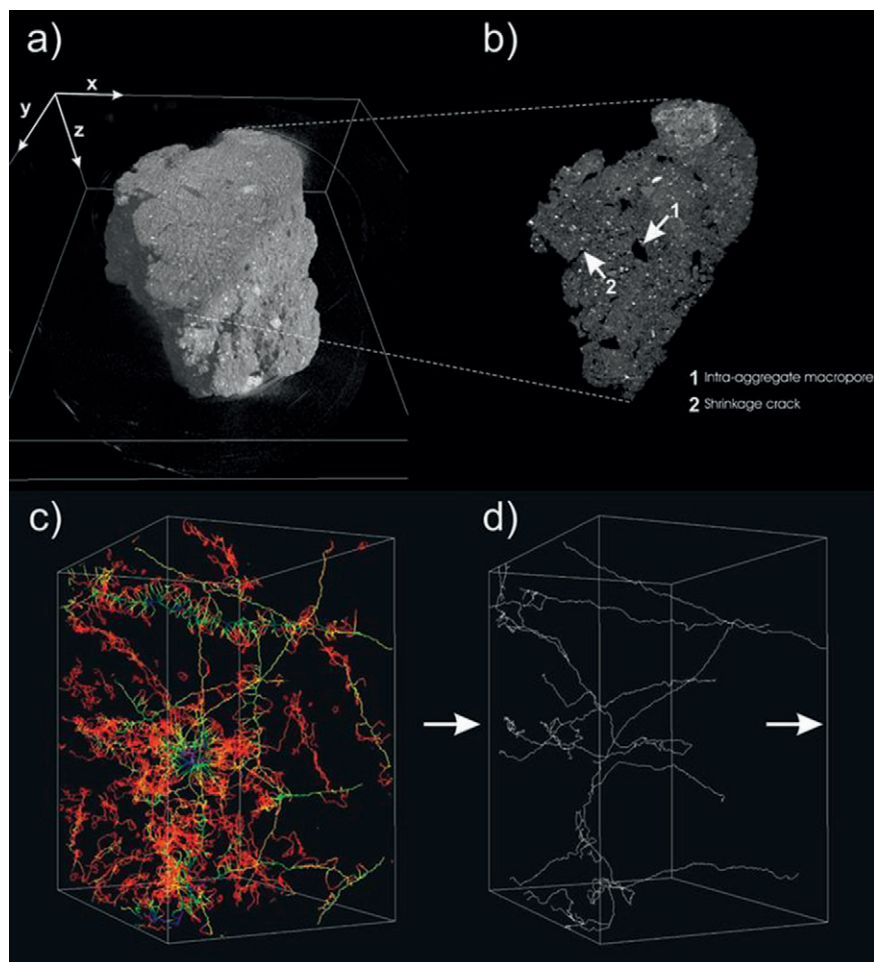 a)
b)
x
y
z
1
2
1 Intra-aggregate macropore
2 Shrinkage crack
c)
d)